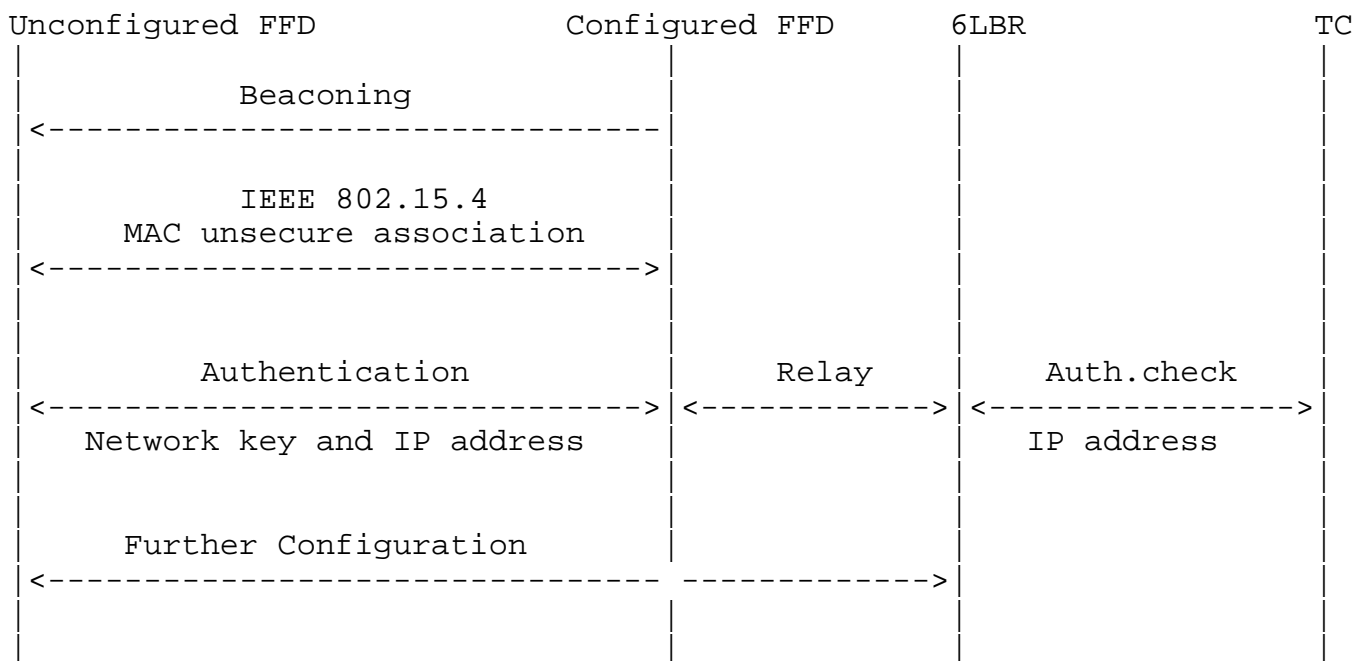 Unconfigured FFD Configured FFD 6LBR TC
Beaconing
IEEE 802.15.4
MAC unsecure association
Authentication Relay Auth.check
Network key and IP address IP address
Further Configuration